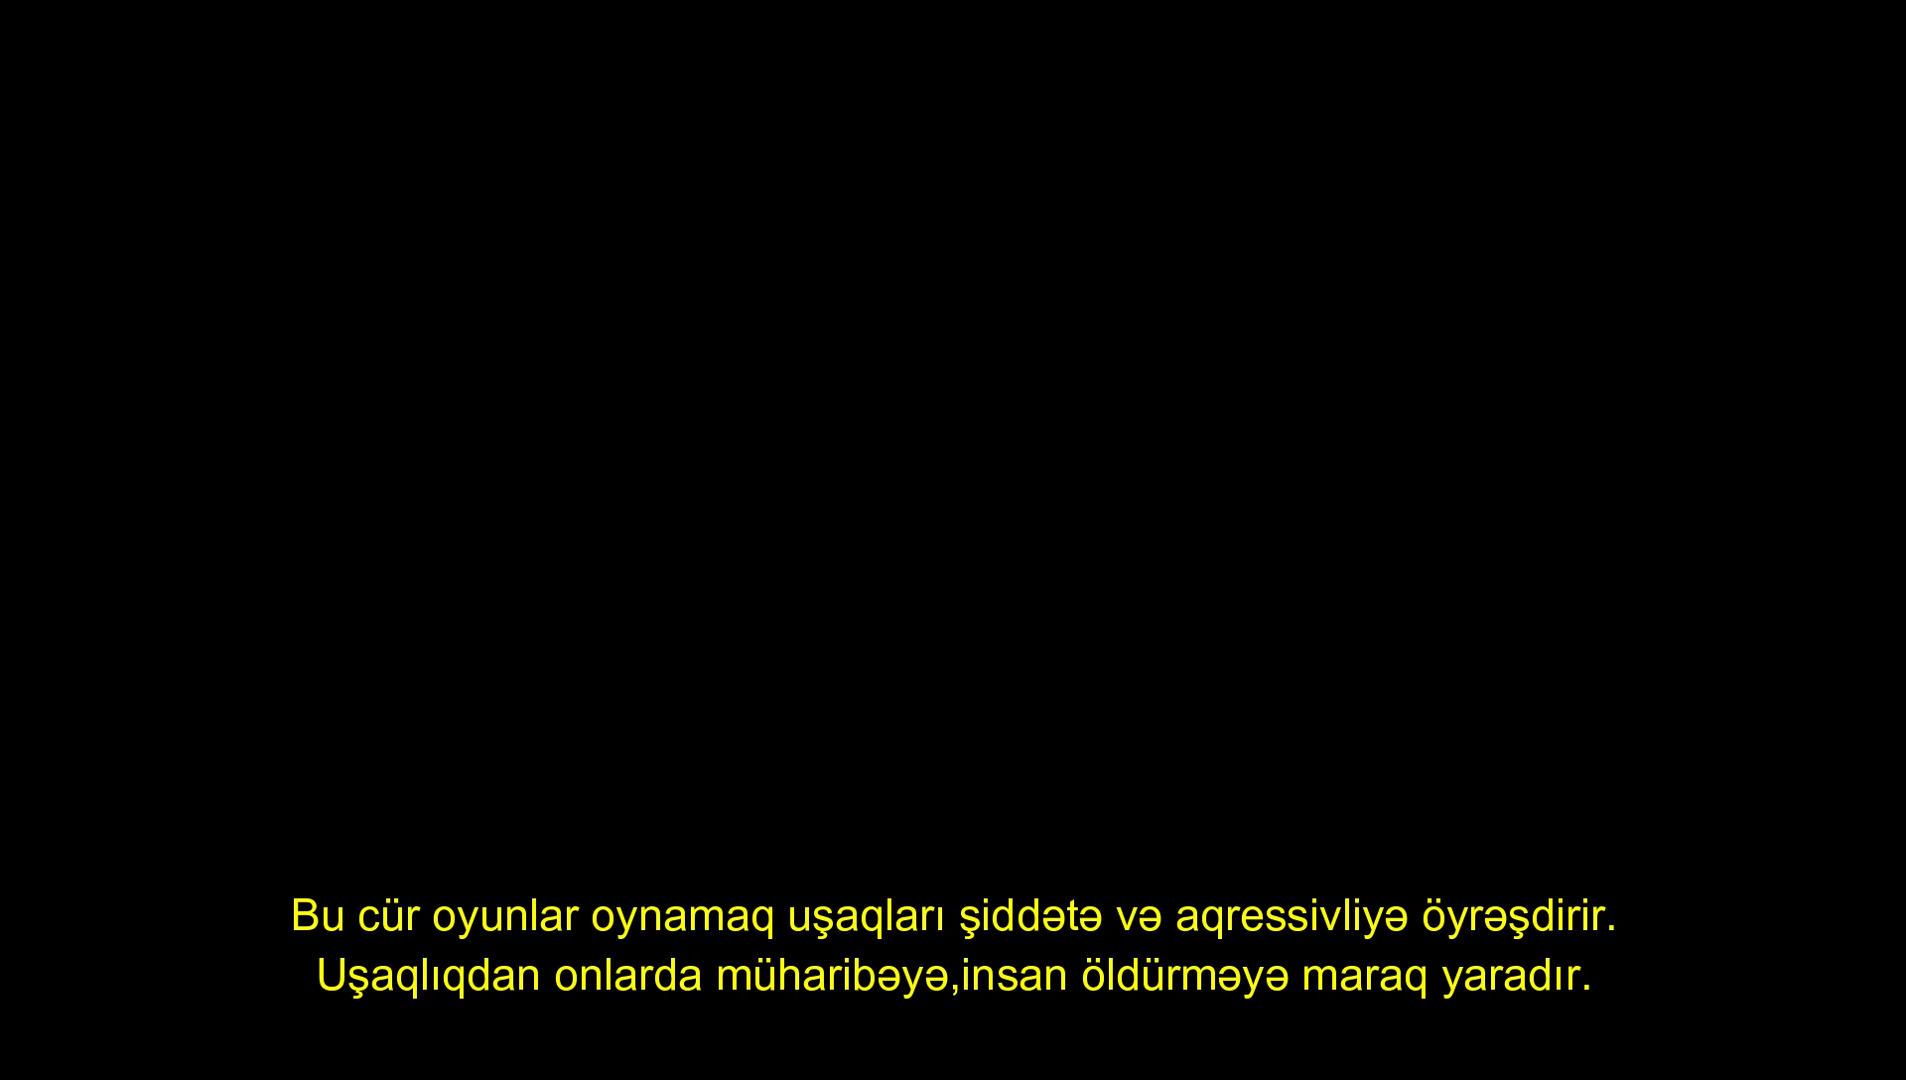 Bu cür oyunlar oynamaq uşaqları şiddətə və aqressivliyə öyrəşdirir.
Uşaqlıqdan onlarda müharibəyə,insan öldürməyə maraq yaradır.